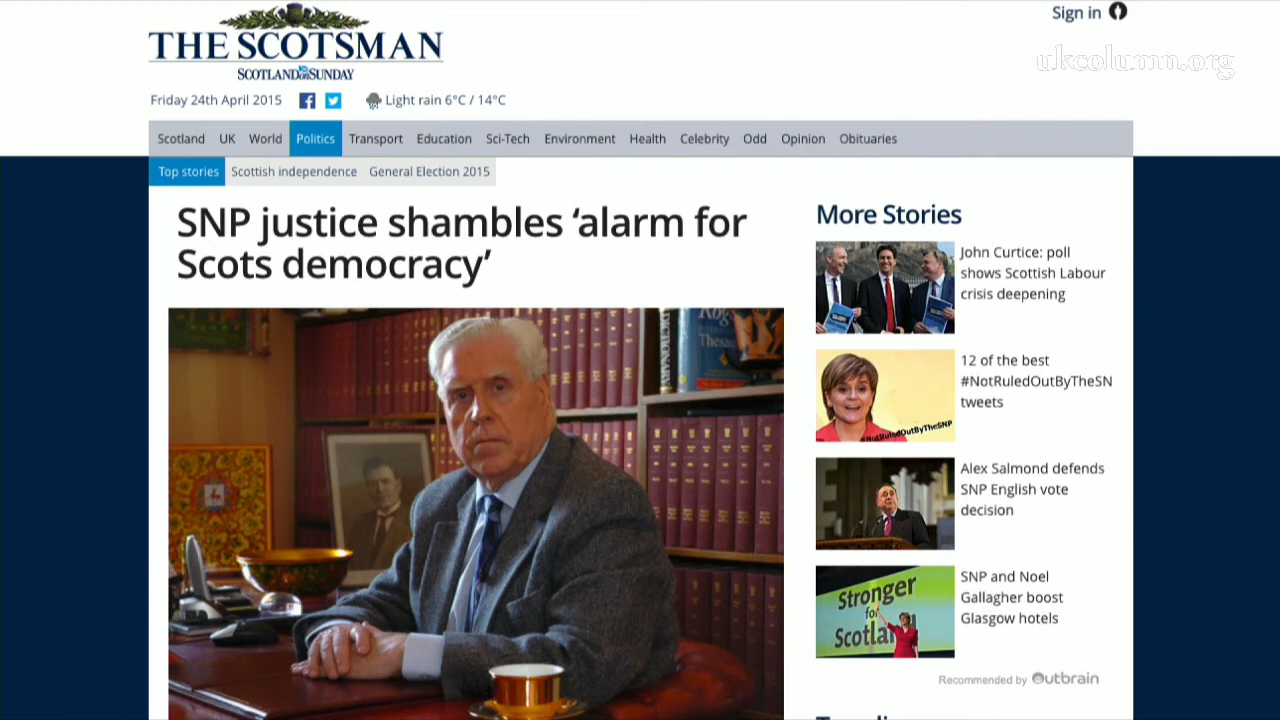 THE SCOTSMAN
SCOTLAND on SUNDAY
Sign in
ukcolumn.org
Friday 24th April 2015
Light rain 6°C / 14°C
Scotland UK World Politics Transport Education Sci-Tech Environment Health Celebrity Odd Opinion Obituaries
Top stories Scottish independence General Election 2015
SNP justice shambles ‘alarm for
Scots democracy’
DICTIONARY
More Stories
John Curtice: poll
shows Scottish Labour
crisis deepening
12 of the best
#NotRuledOutByTheSN
tweets
#NotRuledOutByTheSNP
Alex Salmond defends
SNP English vote
decision
SNP and Noel
Gallagher boost
Glasgow hotels
Stronger
for
Scotland
Recommended by Outbrain